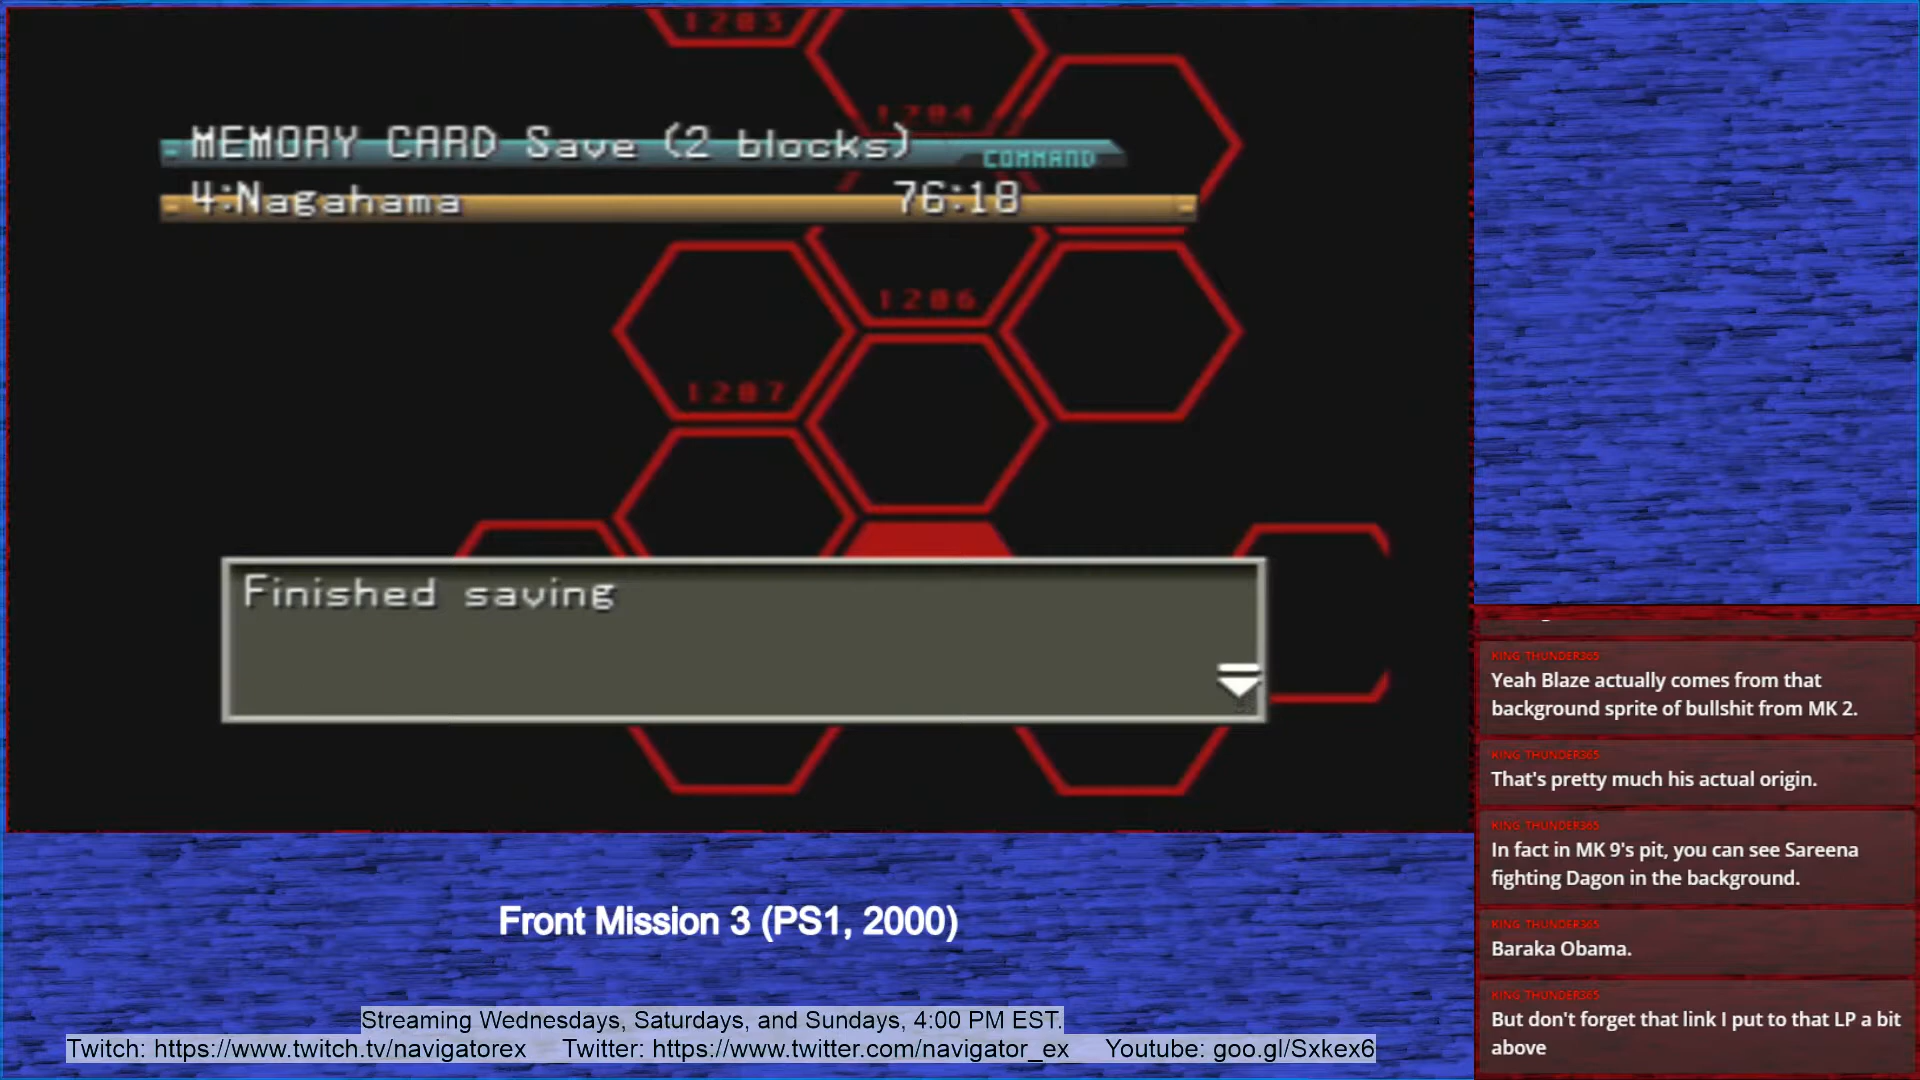 1203
1204
MEMORY CARD Save (2 blocks)
COMMAND
4:Nagahama 76:18
1206
1207
Finished saving
KING THUNDER365
Yeah Blaze actually comes from that
background sprite of bullshit from MK 2.
KING THUNDER365
That's pretty much his actual origin.
KING THUNDER365
In fact in MK 9's pit, you can see Sareena
fighting Dagon in the background.
KING THUNDER365
Baraka Obama.
KING THUNDER365
But don't forget that link I put to that LP a bit
above
Front Mission 3 (PS1, 2000)
Streaming Wednesdays, Saturdays, and Sundays, 4:00 PM EST.
Twitch: https://www.twitch.tv/navigatorex Twitter: https://www.twitter.com/navigator_ex Youtube: goo.gl/Sxkex6